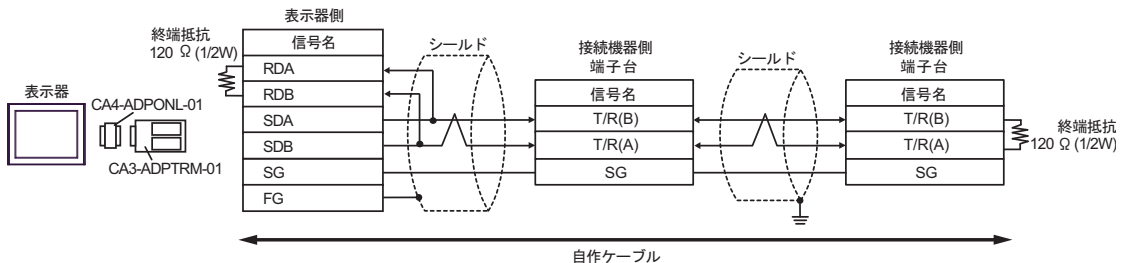 表示器
CA4-ADPONL-01
CA3-ADPTRM-01
終端抵抗
120 Ω (1/2W)
表示器側
信号名
RDA
RDB
SDA
SDB
SG
FG
シールド
接続機器側
端子台
信号名
T/R(B)
T/R(A)
SG
シールド
接続機器側
端子台
信号名
T/R(B)
T/R(A)
SG
終端抵抗
120 Ω (1/2W)
自作ケーブル